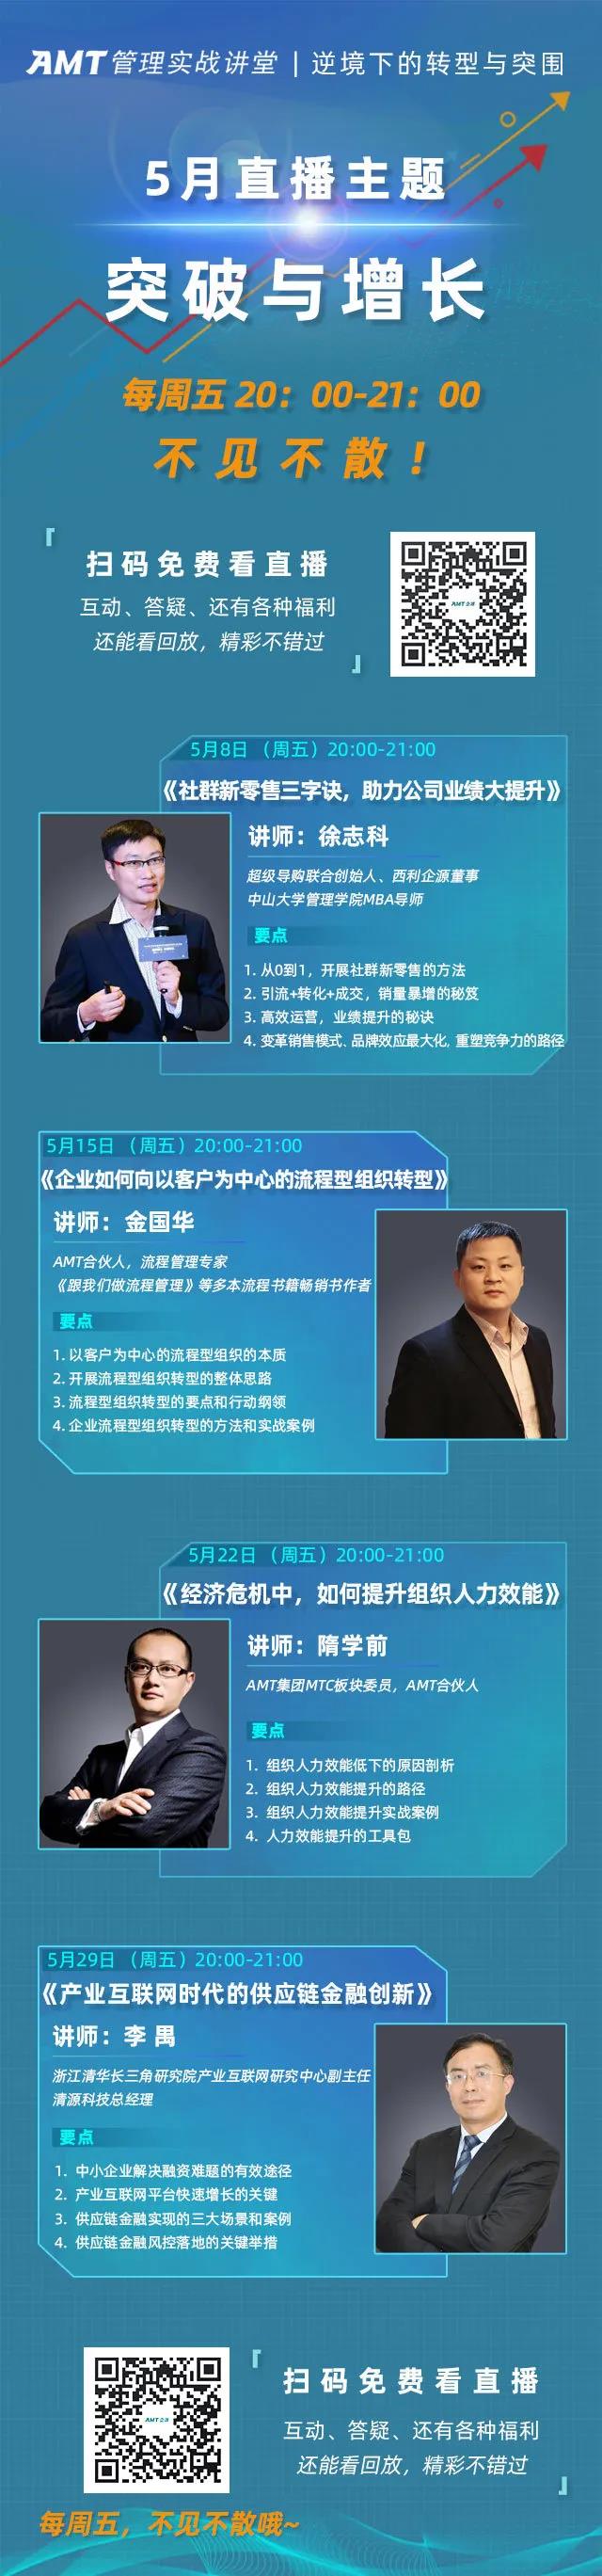 AMT管理实战讲堂 | 逆境下的转型与突围
5月直播主题
突破与增长
每周五 20：00-21：00
不见不散！
『
扫码免费看直播
互动、答疑、还有各种福利
还能看回放，精彩不错过
』
5月8日（周五）20:00-21:00
《社群新零售三字诀，助力公司业绩大提升》
讲师：徐志科
超级导购联合创始人、西利企源董事
中山大学管理学院MBA导师
要点
1. 从0到1，开展社群新零售的方法
2. 引流+转化+成交，销量暴增的秘笈
3. 高效运营，业绩提升的秘诀
4. 变革销售模式、品牌效应最大化, 重塑竞争力的路径
5月15日（周五）20:00-21:00
《企业如何向以客户为中心的流程型组织转型》
讲师：金国华
AMT合伙人，流程管理专家
《跟我们做流程管理》等多本流程书籍畅销书作者
要点
1. 以客户为中心的流程型组织的本质
2. 开展流程型组织转型的整体思路
3. 流程型组织转型的要点和行动纲领
4. 企业流程型组织转型的方法和实战案例
5月22日（周五）20:00-21:00
《经济危机中，如何提升组织人力效能》
讲师：隋学前
AMT集团MTC板块委员，AMT合伙人
要点
1. 组织人力效能低下的原因剖析
2. 组织人力效能提升的路径
3. 组织人力效能提升实战案例
4. 人力效能提升的工具包
5月29日（周五）20:00-21:00
《产业互联网时代的供应链金融创新》
讲师：李 禺
浙江清华长三角研究院产业互联网研究中心副主任
清源科技总经理
要点
1. 中小企业解决融资难题的有效途径
2. 产业互联网平台快速增长的关键
3. 供应链金融实现的三大场景和案例
4. 供应链金融风控落地的关键举措
『
扫码免费看直播
互动、答疑、还有各种福利
还能看回放，精彩不错过
』
每周五，不见不散哦~